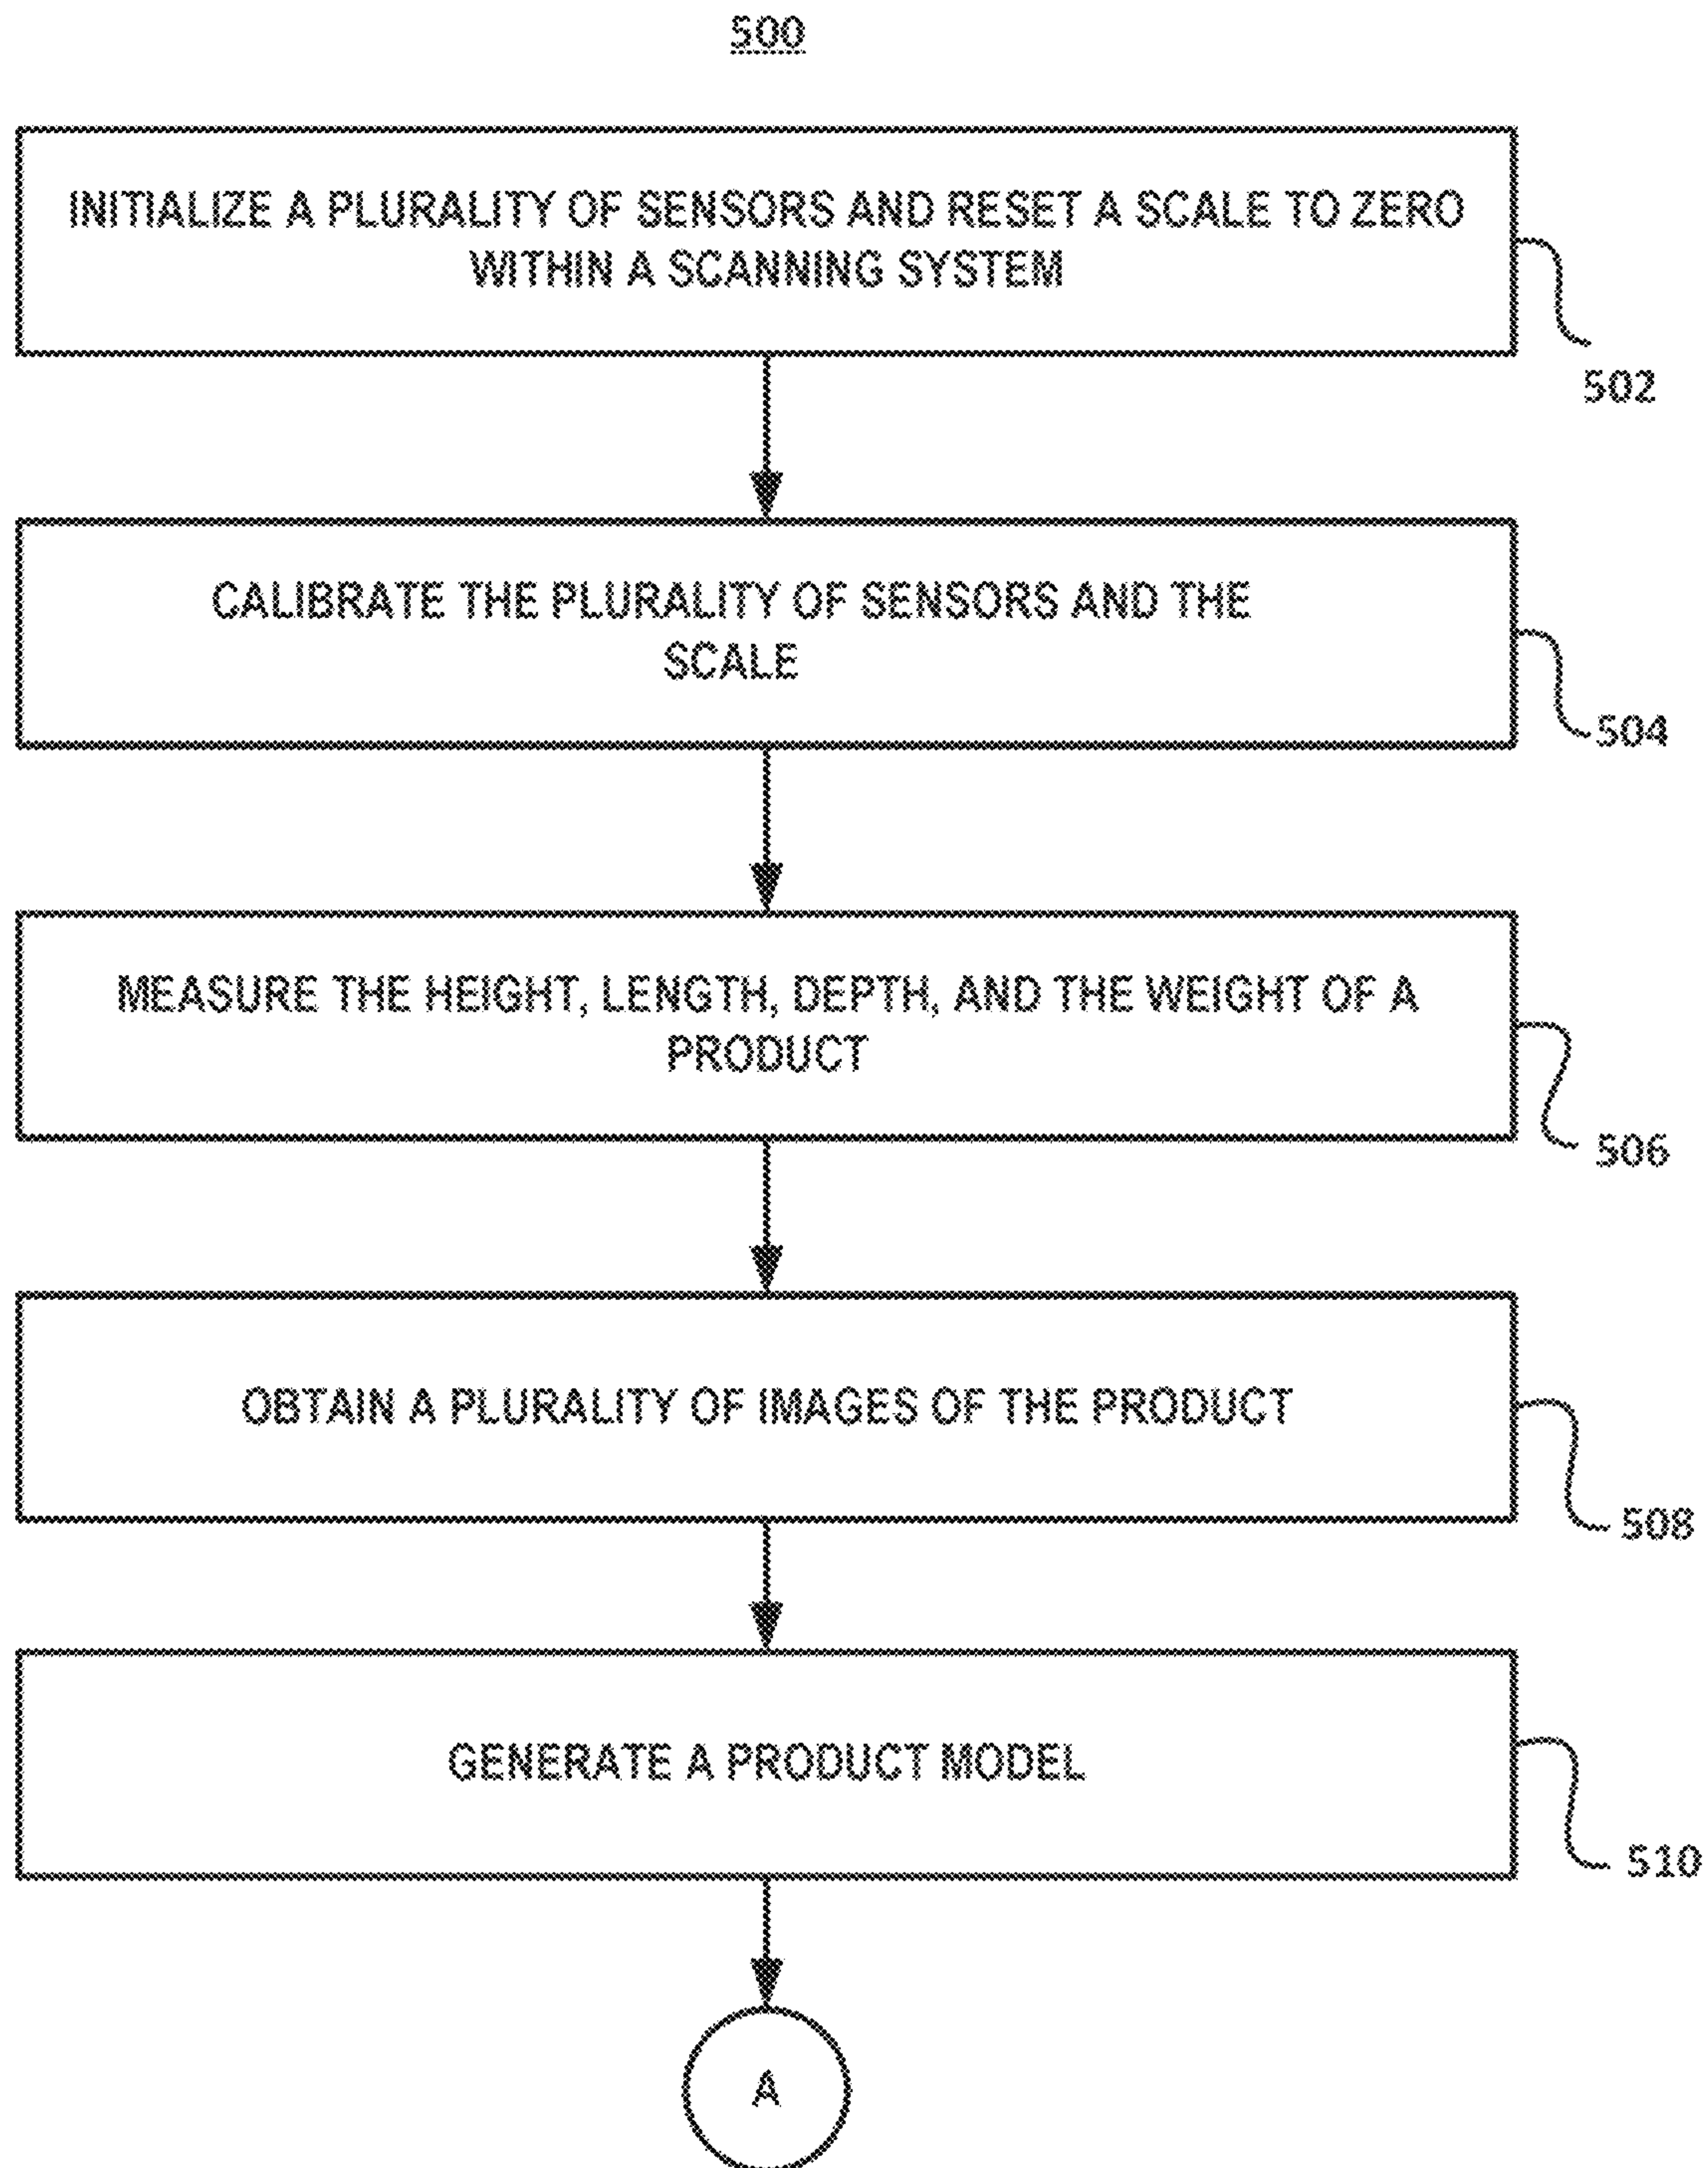 500
INITIALIZE A PLURALITY OF SENSORS AND RESET A SCALE TO ZERO
WITHIN A SCANNING SYSTEM
502
CALIBRATE THE PLURALITY OF SENSORS AND THE
SCALE
504
MEASURE THE HEIGHT, LENGTH, DEPTH, AND THE WEIGHT OF A
PRODUCT
506
OBTAIN A PLURALITY OF IMAGES OF THE PRODUCT
508
GENERATE A PRODUCT MODEL
510
A